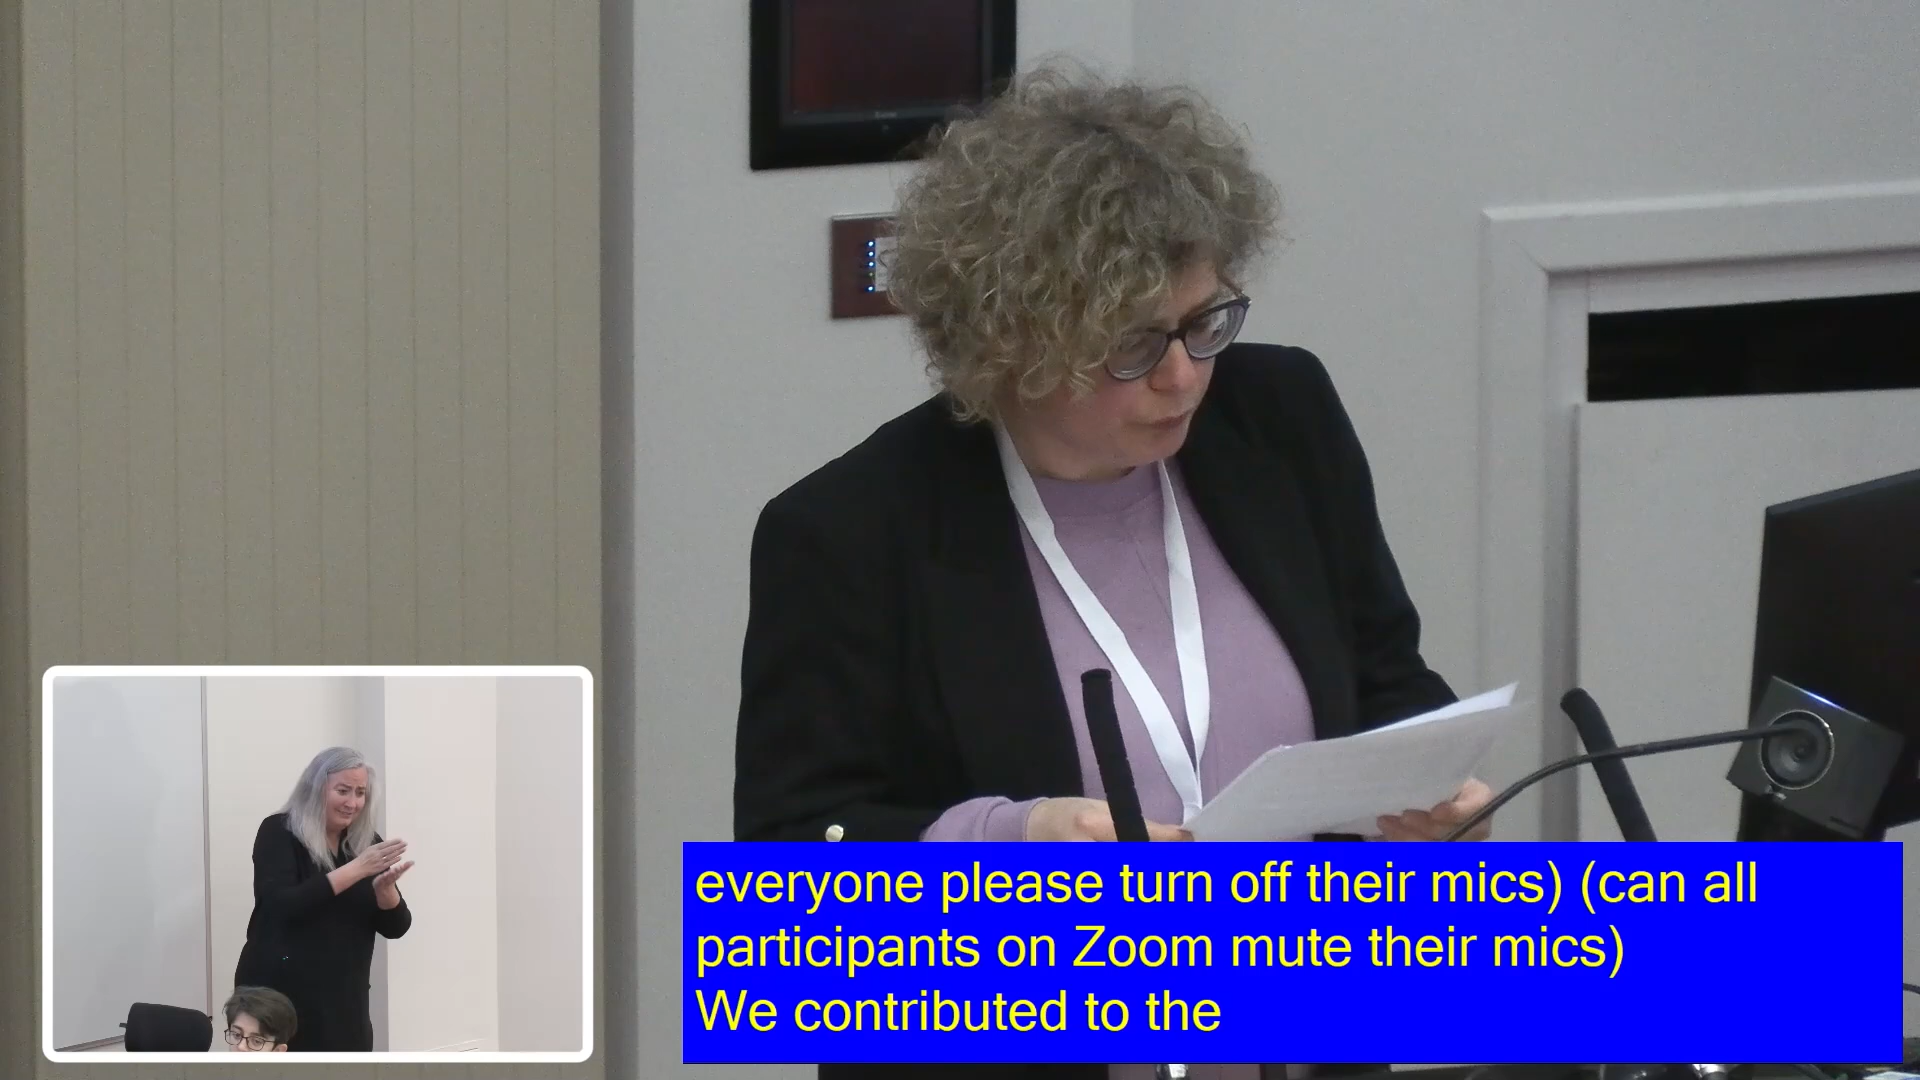 everyone please turn off their mics) (can all
participants on Zoom mute their mics)
We contributed to the